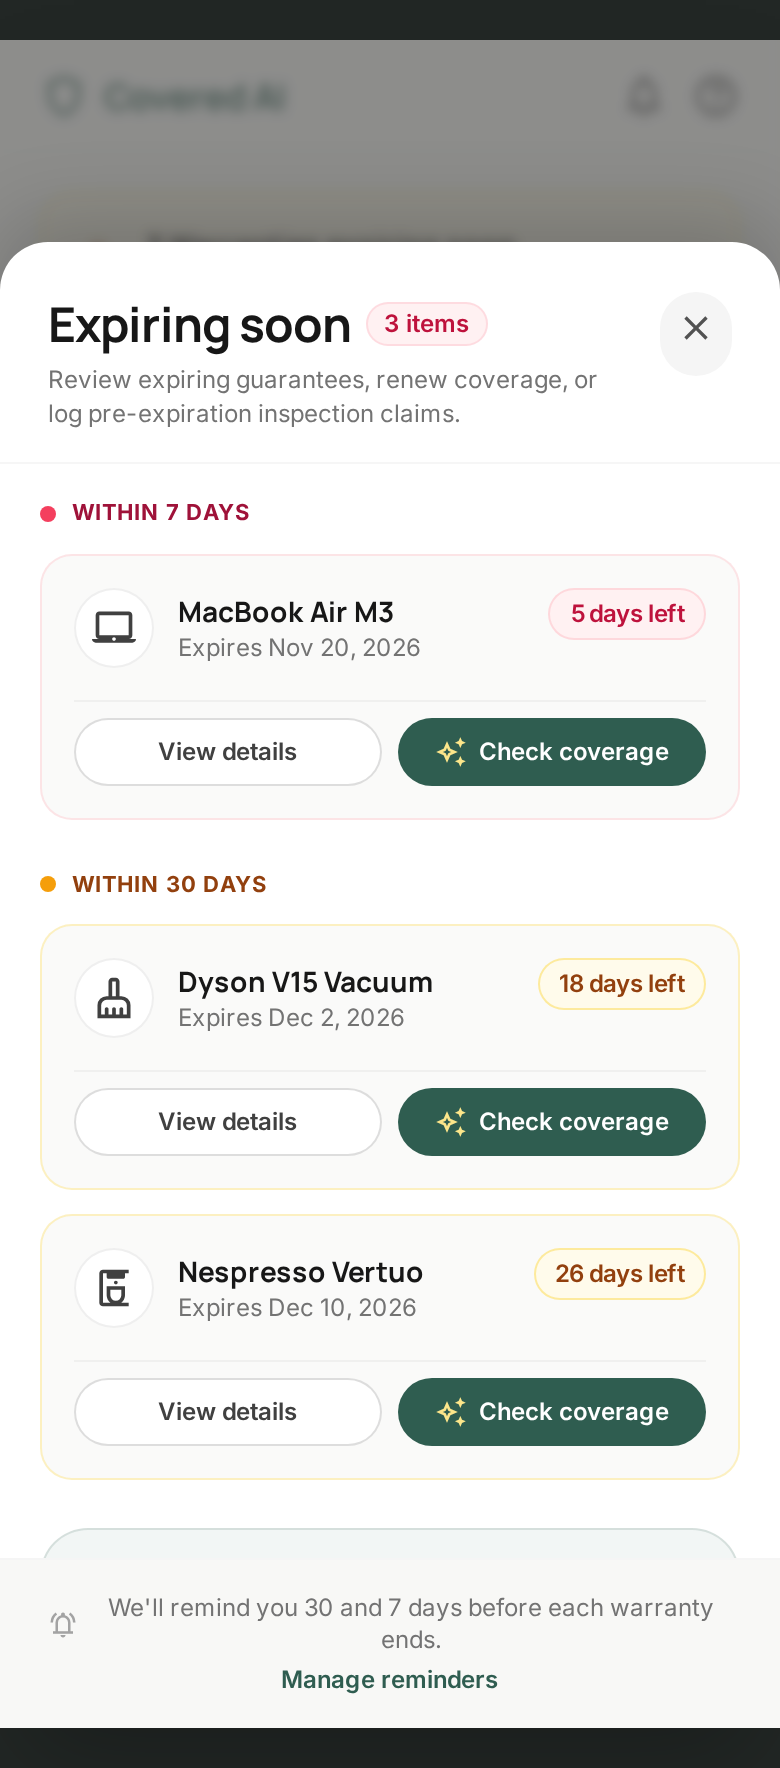 Covered AI
Expiring soon
3 items
Review expiring guarantees, renew coverage, or
log pre-expiration inspection claims.
WITHIN 7 DAYS
MacBook Air M3
5 days left
Expires Nov 20, 2026
View details
Check coverage
WITHIN 30 DAYS
Dyson V15 Vacuum
18 days left
Expires Dec 2, 2026
View details
Check coverage
Nespresso Vertuo
26 days left
Expires Dec 10, 2026
View details
Check coverage
We'll remind you 30 and 7 days before each warranty
ends.
Manage reminders